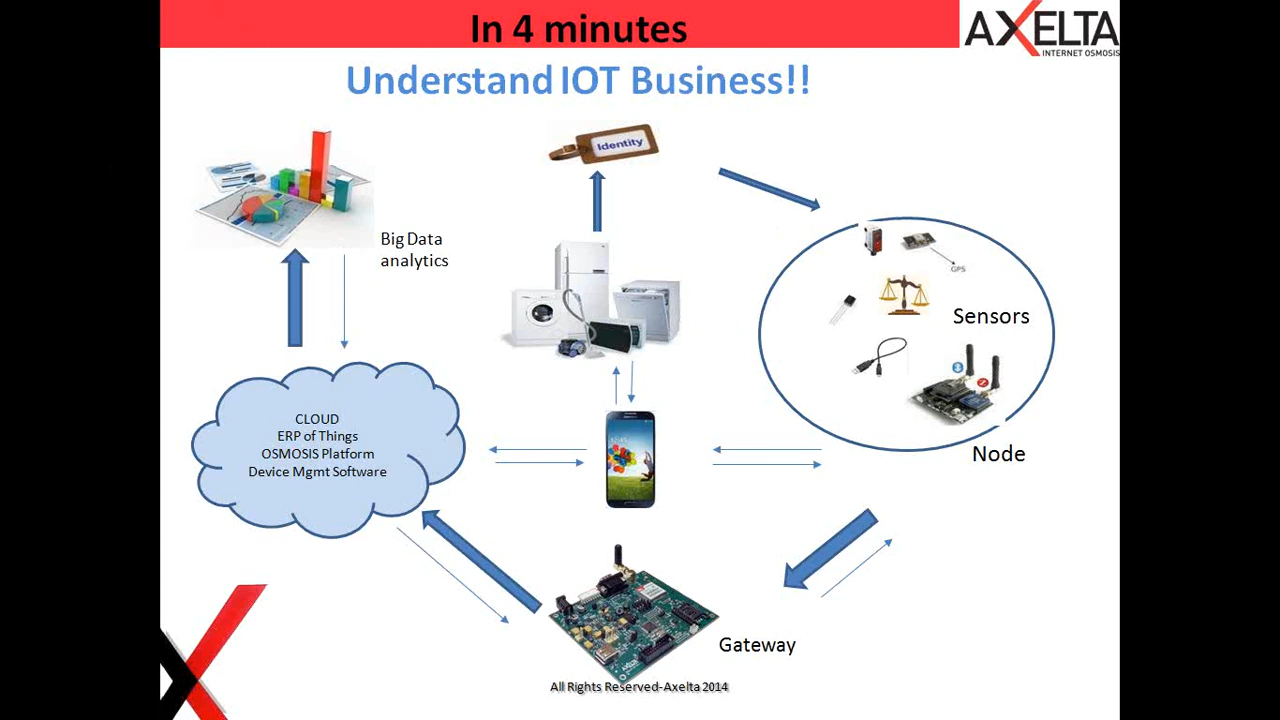 In 4 minutes
AXELTA
INTERNET OSMOSIS
Understand IOT Business!!
Identity
Big Data
analytics
GPS
Sensors
Node
CLOUD
ERP of Things
OSMOSIS Platform
Device Mgmt Software
Gateway
All Rights Reserved-Axelta 2014